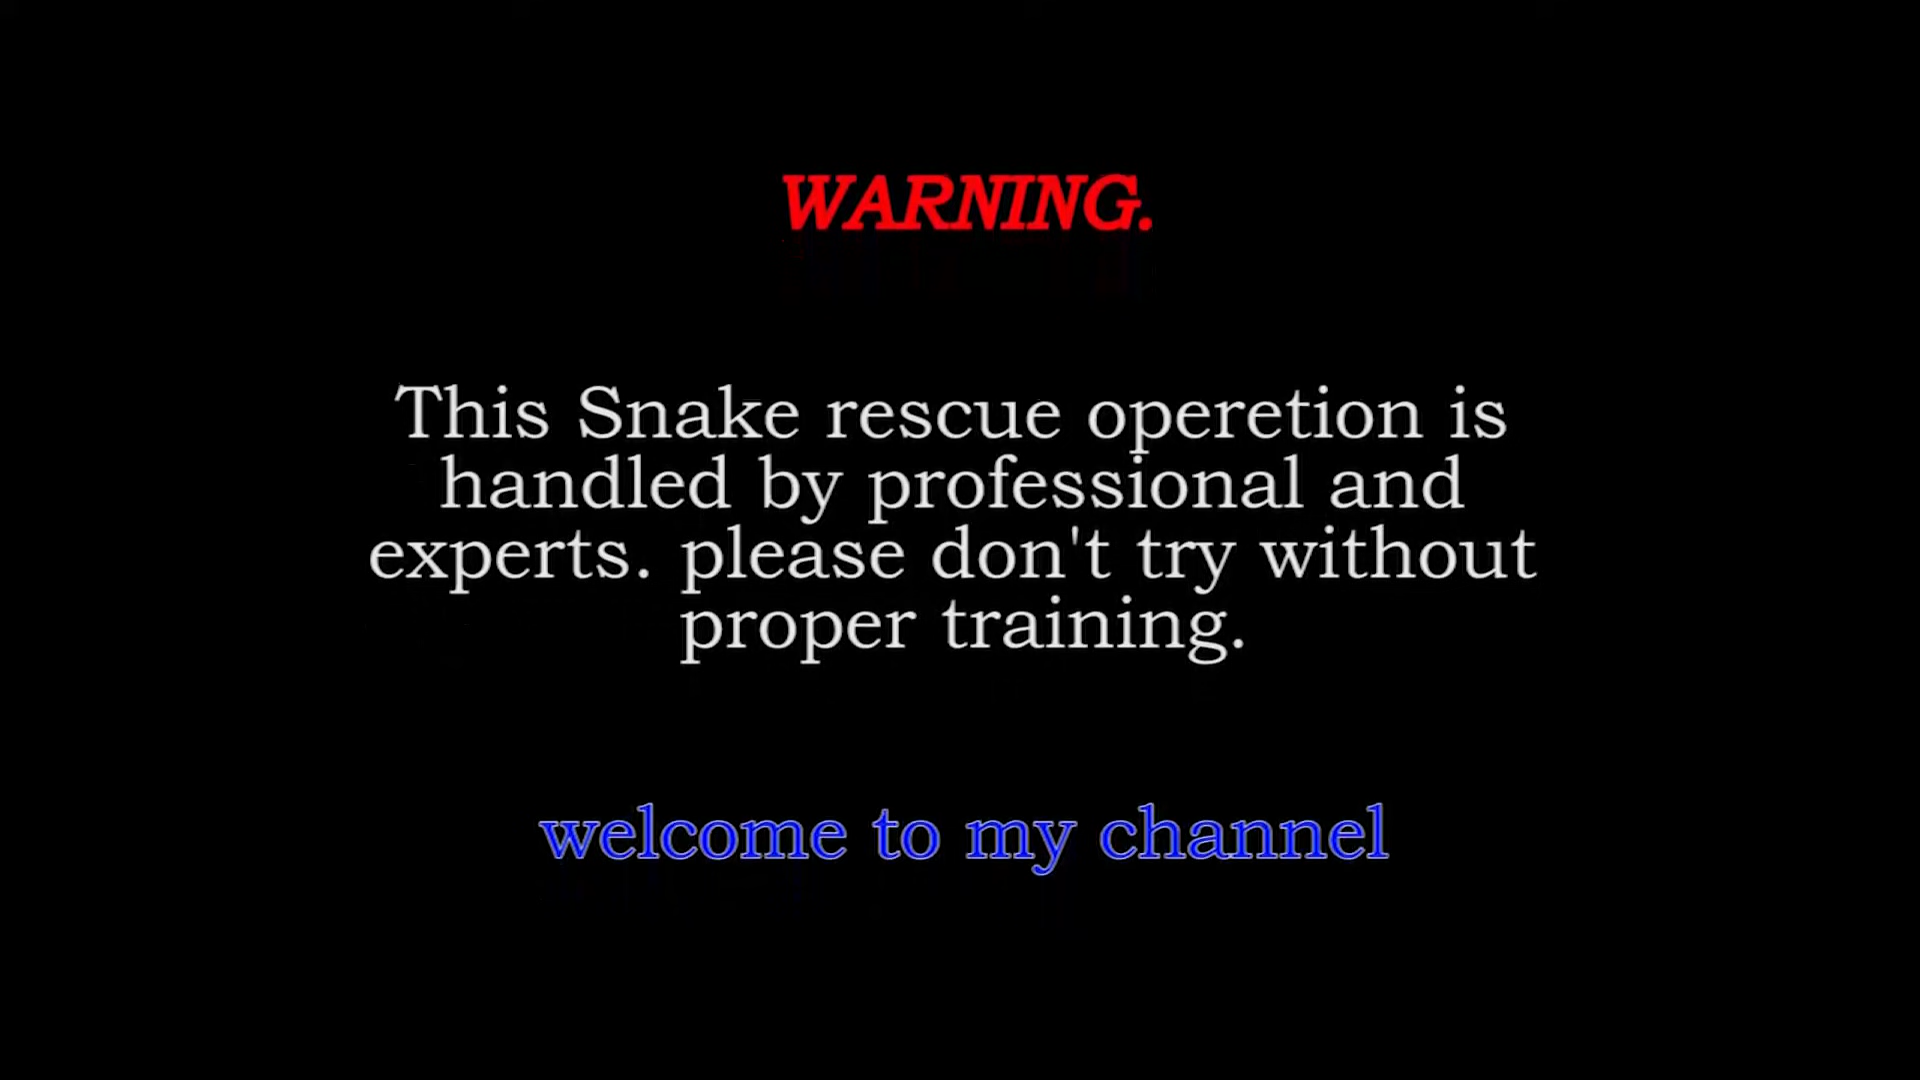 WARNING.
This Snake rescue operetion is
handled by professional and
experts. please don't try without
proper training.
welcome to my channel